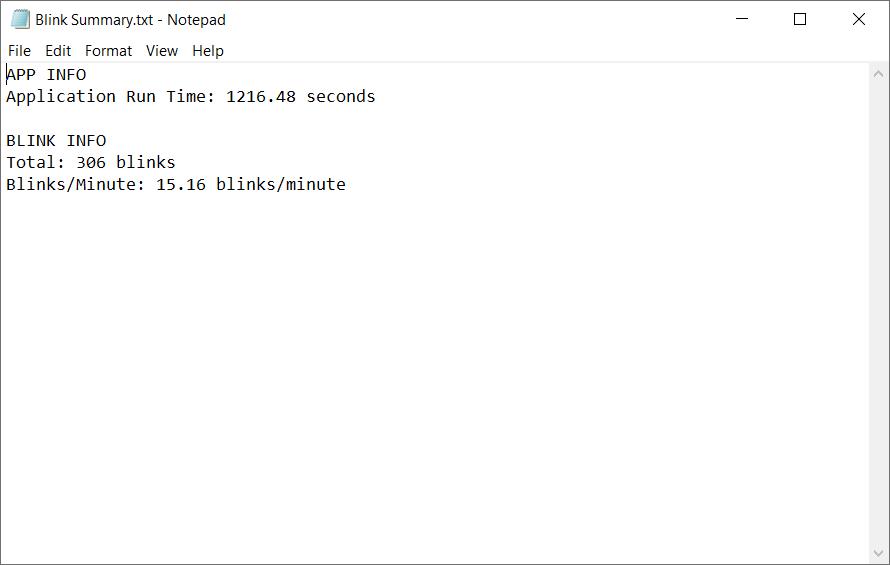 Blink Summary.txt - Notepad
File Edit Format View Help
APP INFO
Application Run Time: 1216.48 seconds
BLINK INFO
Total: 306 blinks
Blinks/Minute: 15.16 blinks/minute